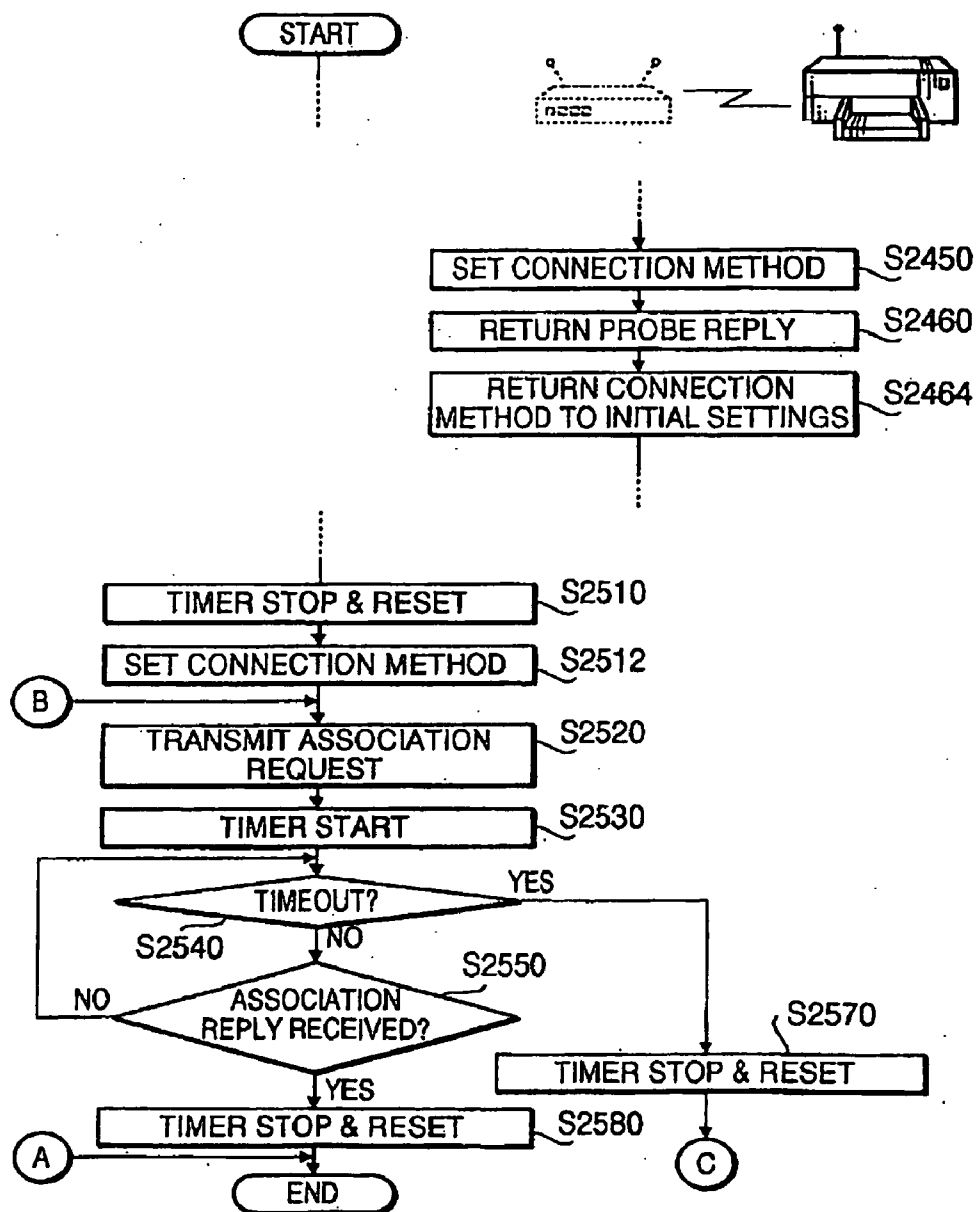 START
SET CONNECTION METHOD
S2450
RETURN PROBE REPLY
S2460
RETURN CONNECTION
METHOD TO INITIAL SETTINGS
S2464
TIMER STOP & RESET
S2510
SET CONNECTION METHOD
S2512
B
TRANSMIT ASSOCIATION
REQUEST
S2520
TIMER START
S2530
TIMEOUT?
YES
S2540
NO
S2550
NO
ASSOCIATION
REPLY RECEIVED?
S2570
TIMER STOP & RESET
YES
TIMER STOP & RESET
S2580
A
C
END